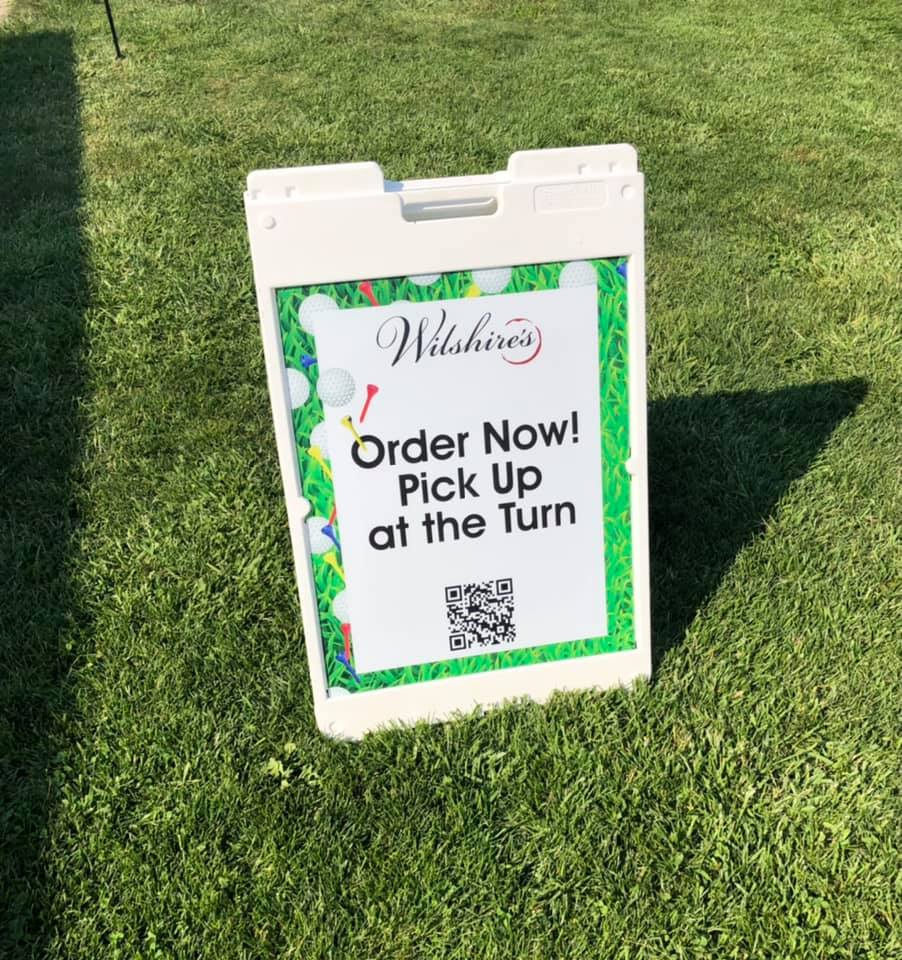 Wilshire's
Order Now!
Pick Up
at the Turn